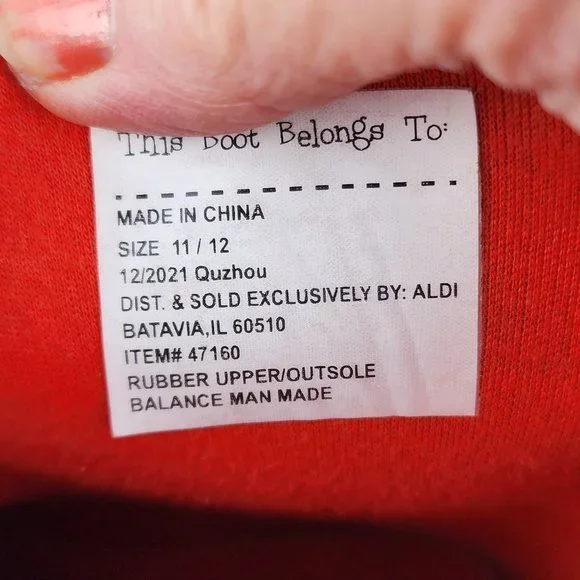 This Boot Belongs To:
MADE IN CHINA
SIZE 11 / 12
12/2021 Quzhou
DIST. & SOLD EXCLUSIVELY BY: ALDI
BATAVIA,IL 60510
ITEM# 47160
RUBBER UPPER/OUTSOLE
BALANCE MAN MADE